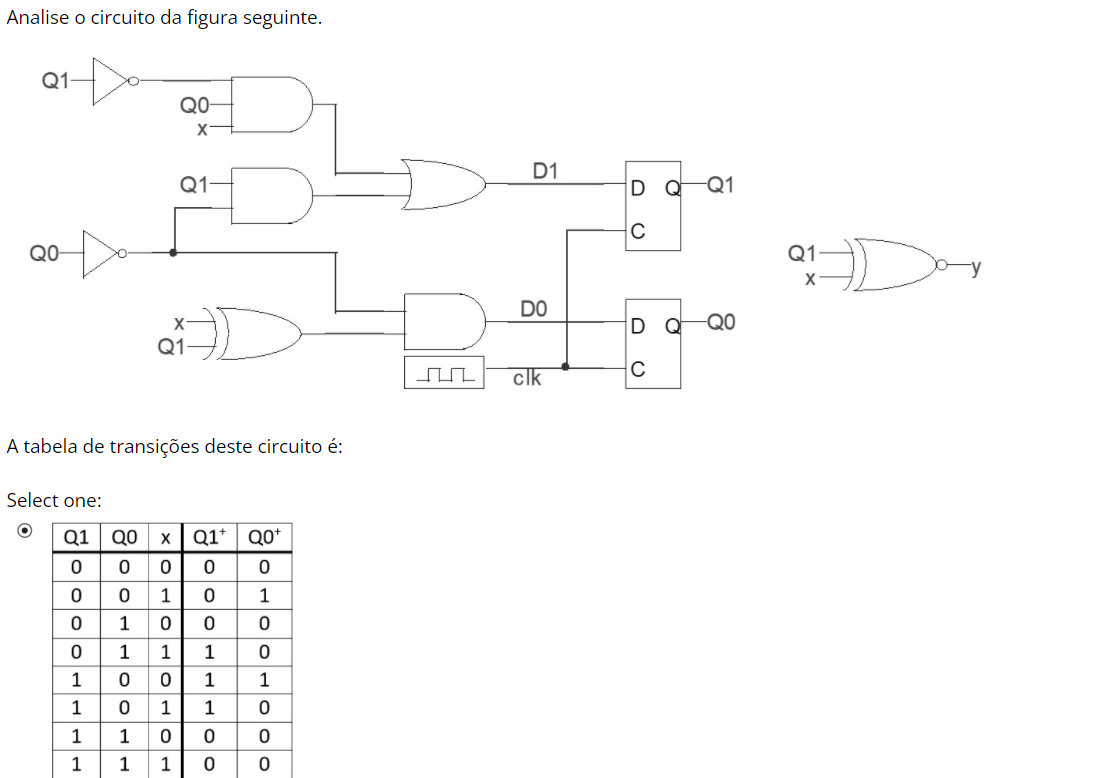 Analise o circuito da figura seguinte.
Q1
Q0
x
Q1
Q0
x
Q1
D1
D Q
Q1
C
D0
D Q
Q0
C
clk
Q1
x
y
A tabela de transições deste circuito é:
Select one:
Q1 Q0 x Q1⁺ Q0⁺
0 0 0 0 0
0 0 1 0 1
0 1 0 0 0
0 1 1 1 0
1 0 0 1 1
1 0 1 1 0
1 1 0 0 0
1 1 1 0 0